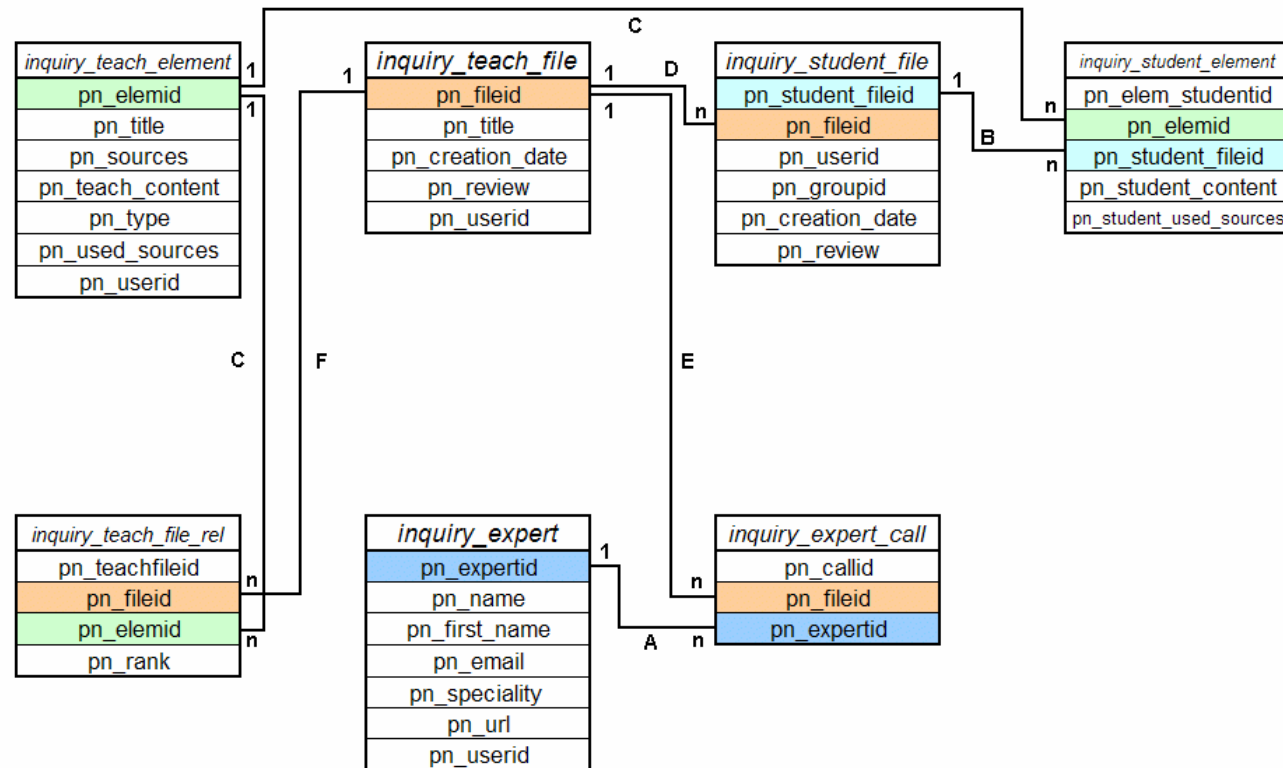 C
inquiry_teach_element
pn_elemid
pn_title
pn_sources
pn_teach_content
pn_type
pn_used_sources
pn_userid
1
1
1
inquiry_teach_file
pn_fileid
pn_title
pn_creation_date
pn_review
pn_userid
1
1
D
n
inquiry_student_file
pn_student_fileid
pn_fileid
pn_userid
pn_groupid
pn_creation_date
pn_review
1
B
n
n
inquiry_student_element
pn_elem_studentid
pn_elemid
pn_student_fileid
pn_student_content
pn_student_used_sources
C
F
E
inquiry_teach_file_rel
pn_teachfileid
pn_fileid
pn_elemid
pn_rank
n
n
inquiry_expert
pn_expertid
pn_name
pn_first_name
pn_email
pn_speciality
pn_url
pn_userid
1
A
n
n
inquiry_expert_call
pn_callid
pn_fileid
pn_expertid